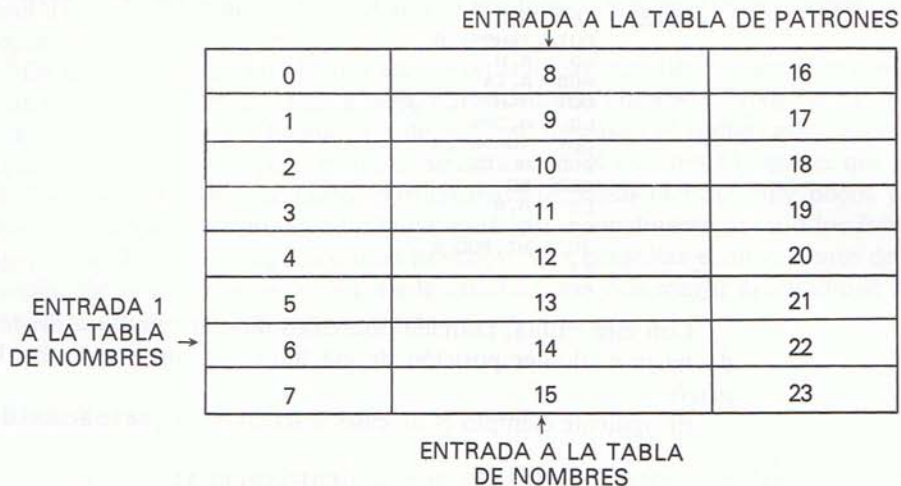 ENTRADA A LA TABLA DE PATRONES
0 8 16
1 9 17
2 10 18
3 11 19
4 12 20
5 13 21
6 14 22
7 15 23
ENTRADA 1
A LA TABLA
DE NOMBRES
ENTRADA A LA TABLA
DE NOMBRES